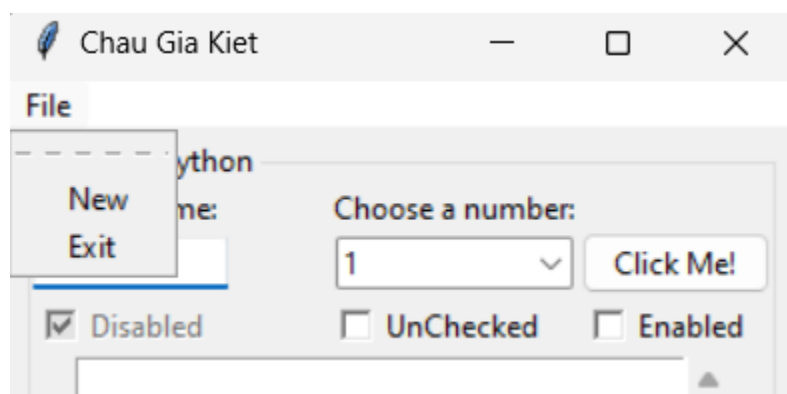 Chau Gia Kiet
File
ython
New
me:
Choose a number:
Exit
1
Click Me!
Disabled
UnChecked
Enabled